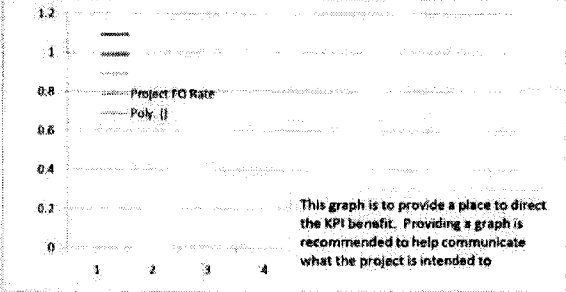 1.2
1
0.8
0.6
0.4
0.2
0
Project FO Rate
Poly. ()
1 2 3 4
This graph is to provide a place to direct
the KPI benefit. Providing a graph is
recommended to help communicate
what the project is intended to